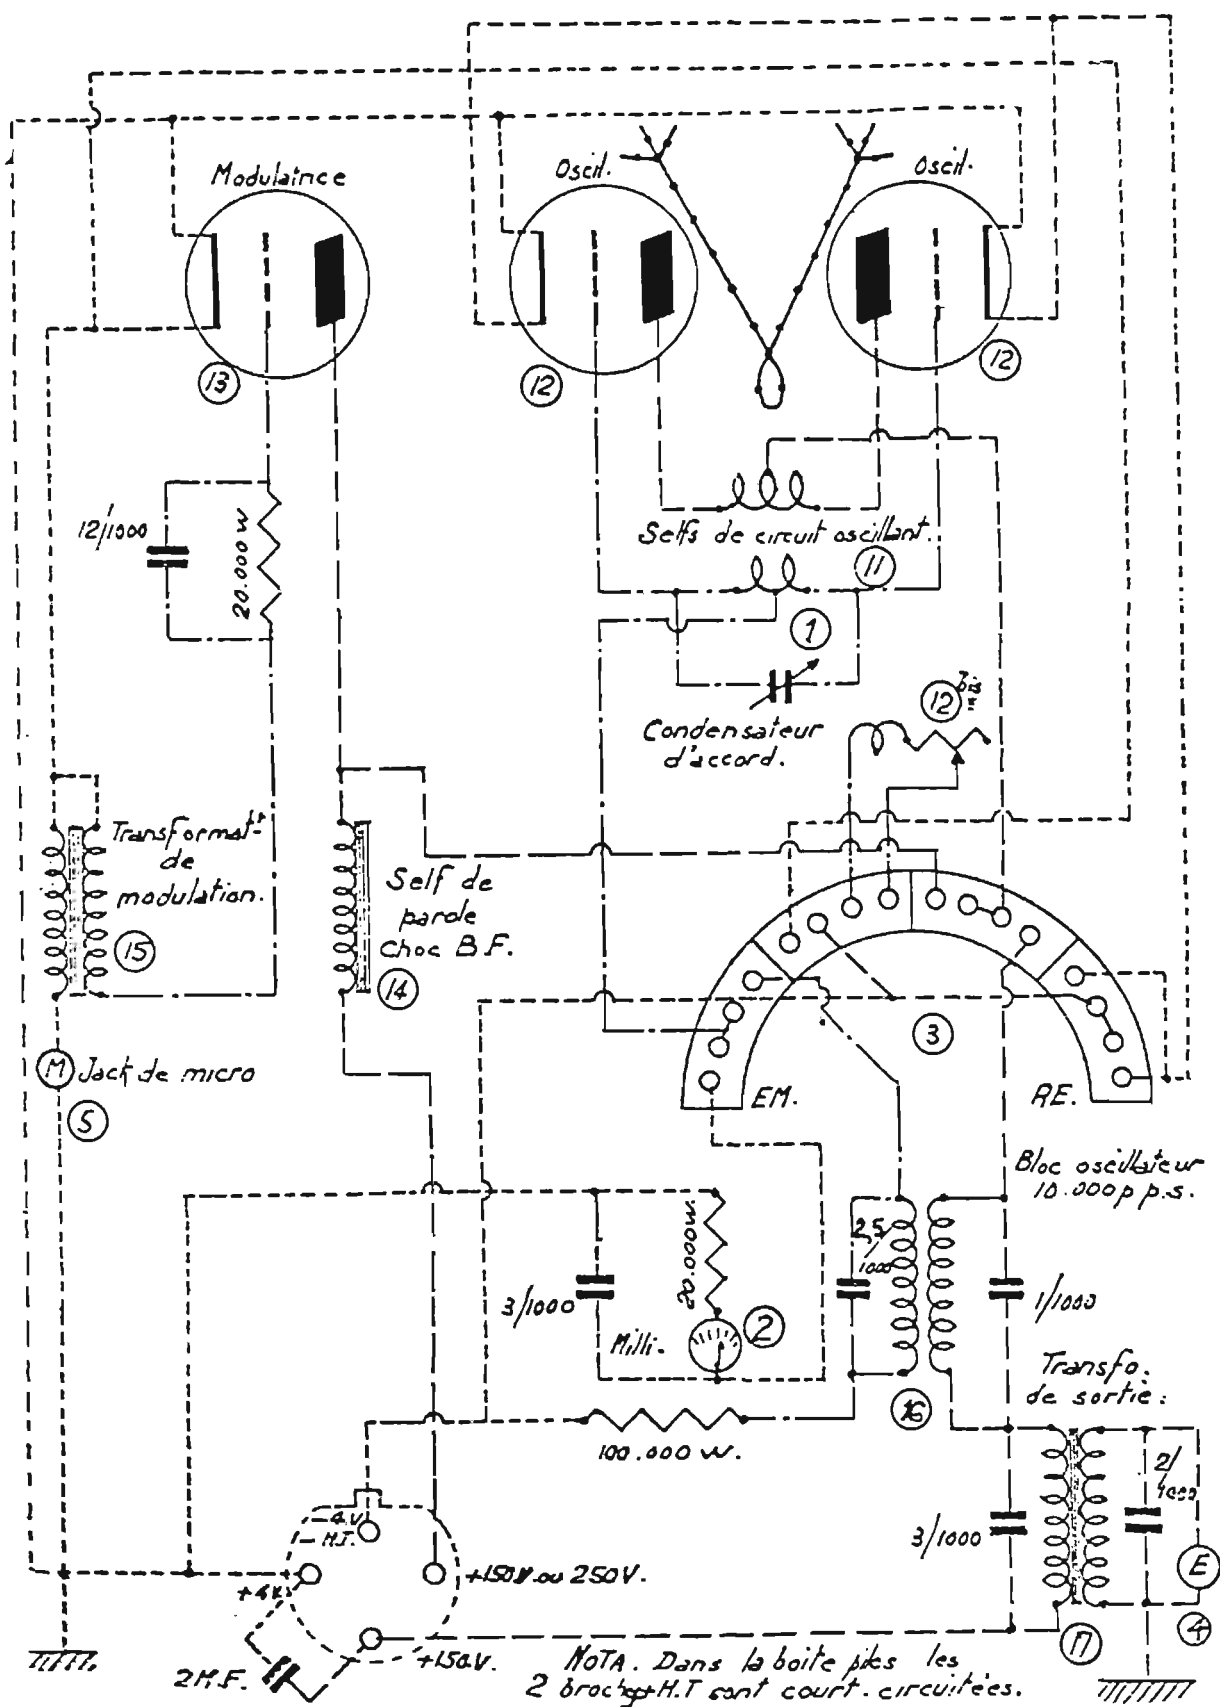 Modulatrice
Oscil.
Oscil.
13
12
12
12/1000
20.000 w
Selfs de circuit oscillant.
11
1
12 bis
Condensateur
d'accord.
Transformatt
de
modulation.
15
Self de
parole
choc B.F.
14
3
M
Jack de micro
5
EM.
RE.
Bloc oscillateur
10.000 p.p.s.
3/1000
20.000w.
Milli.
2
2,5/
1000
1/1000
16
Transfo.
de sortie:
100.000 w.
-4V
-H.T.
+4V.
+150V. ou 250V.
+150V.
2 M.F.
3/1000
2/
1000
E
4
17
NOTA. Dans la boite piles les
2 broches +H.T sont court.circuitées.